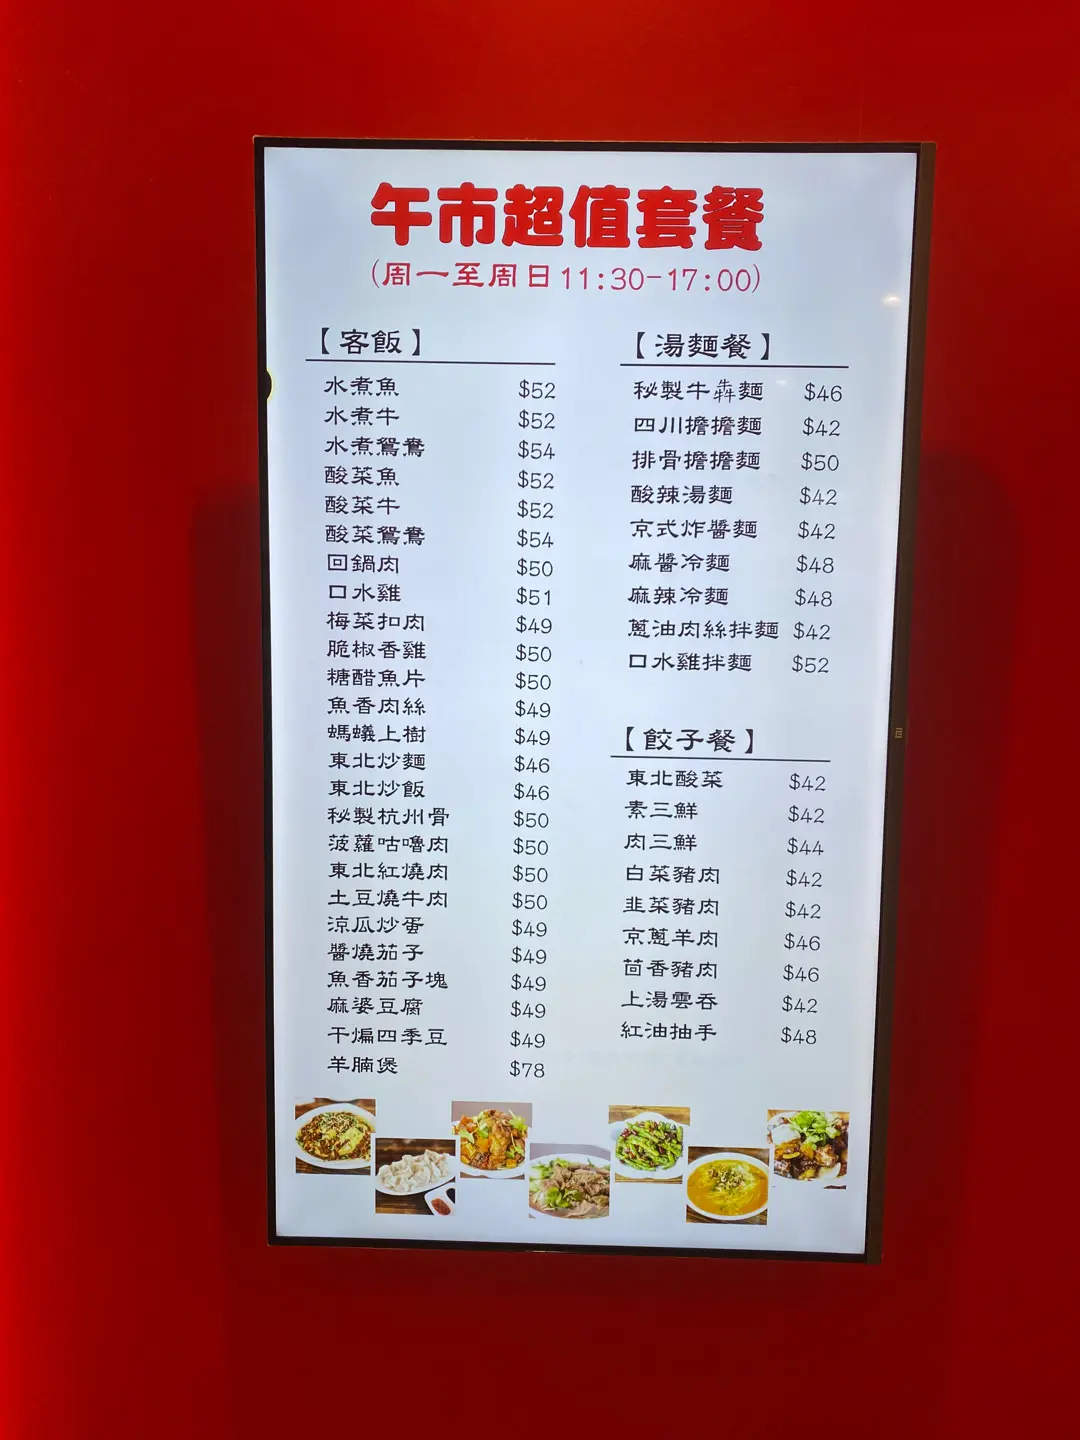 午市超值套餐
(周一至周日11:30-17:00)
【客飯】
水煮魚 $52
水煮牛 $52
水煮鴛鴦 $54
酸菜魚 $52
酸菜牛 $52
酸菜鴛鴦 $54
回鍋肉 $50
口水雞 $51
梅菜扣肉 $49
脆椒香雞 $50
糖醋魚片 $50
魚香肉絲 $49
螞蟻上樹 $49
東北炒麵 $46
東北炒飯 $46
秘製杭州骨 $50
菠蘿咕嚕肉 $50
東北紅燒肉 $50
土豆燒牛肉 $50
涼瓜炒蛋 $49
醬燒茄子 $49
魚香茄子塊 $49
麻婆豆腐 $49
干煸四季豆 $49
羊腩煲 $78
【湯麵餐】
秘製牛犇麵 $46
四川擔擔麵 $42
排骨擔擔麵 $50
酸辣湯麵 $42
京式炸醬麵 $42
麻醬冷麵 $48
麻辣冷麵 $48
蔥油肉絲拌麵 $42
口水雞拌麵 $52
【餃子餐】
東北酸菜 $42
素三鮮 $42
肉三鮮 $44
白菜豬肉 $42
韭菜豬肉 $42
京蔥羊肉 $46
茴香豬肉 $46
上湯雲吞 $42
紅油抽手 $48